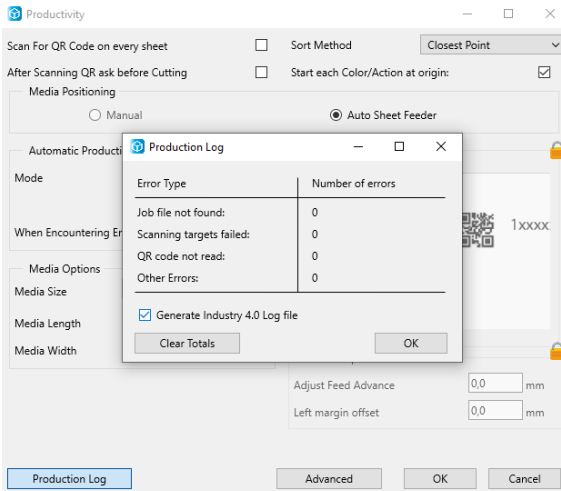 Productivity
Scan For QR Code on every sheet
Sort Method
Closest Point
After Scanning QR ask before Cutting
Start each Color/Action at origin:
Media Positioning
Manual
Auto Sheet Feeder
Automatic
Mode
When Encountering
Production Log
Error Type
Number of errors
Job file not found:
0
Scanning targets failed:
0
QR code not read:
0
Other Errors:
0
Generate Industry 4.0 Log file
Clear Totals
OK
1xxxx
Media Options
Media Size
Media Length
Media Width
Adjust Feed Advance
0,0
mm
Left margin offset
0,0
mm
Production Log
Advanced
OK
Cancel